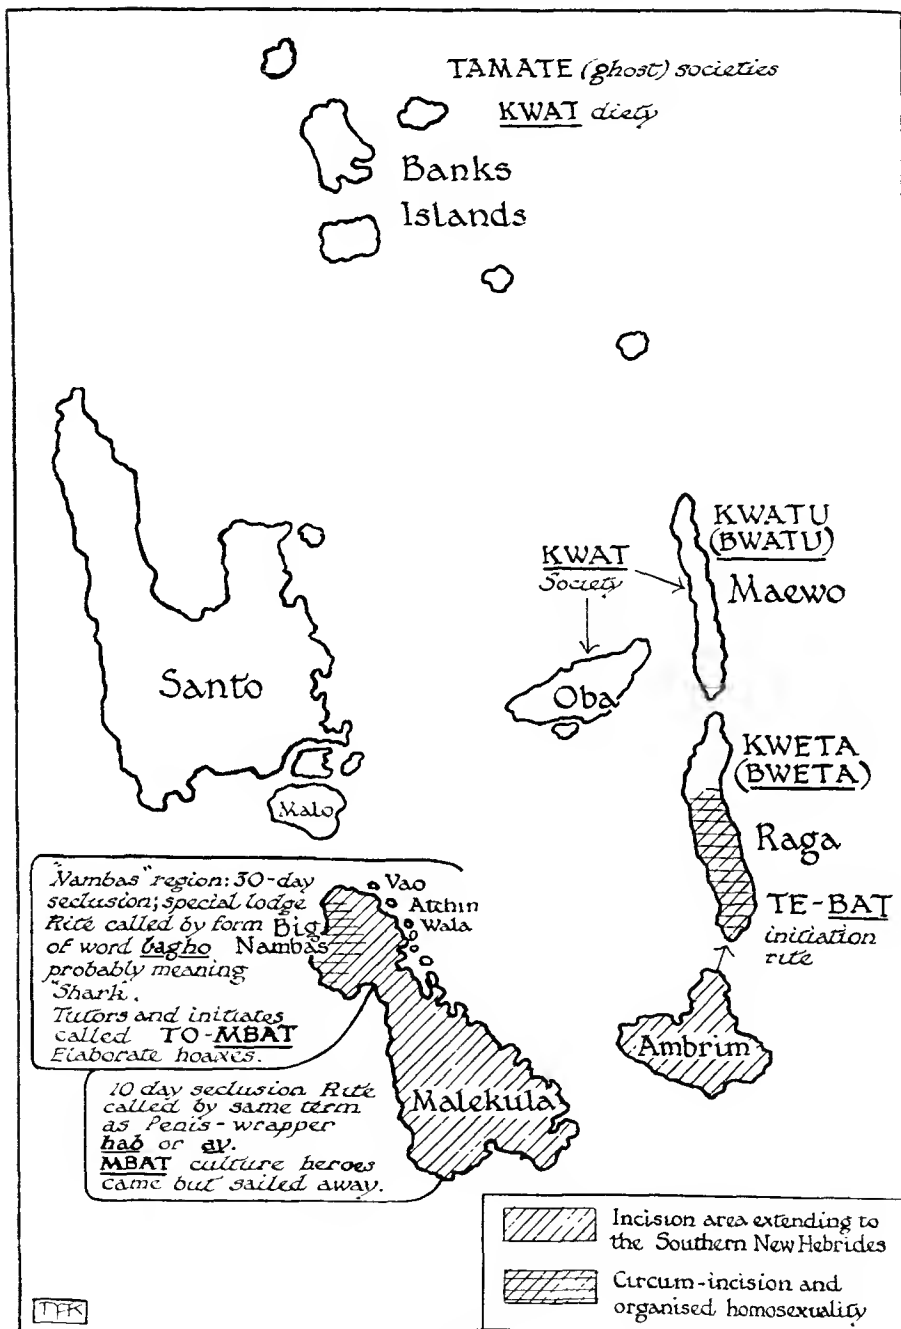 TAMATE (ghost) societies
KWAT diety
Banks
Islands
KWATU
(BWATU)
Maewo
KWAT
Society
Santo
Oba
KWETA
(BWETA)
Malo
Raga
TE-BAT
initiation
rite
"Nambas" region: 30-day
seclusion; special lodge
Rite called by form
of word bagho
probably meaning
"Shark".
Tutors and initiates
called TO-MBAT
Elaborate hoaxes.
Big
Nambas
Vao
Atchin
Wala
Ambrim
10 day seclusion Rite
called by same term
as Penis-wrapper
hab or av.
MBAT culture heroes
came but sailed away.
Malekula
Incision area extending to
the Southern New Hebrides
Circum-incision and
organised homosexuality